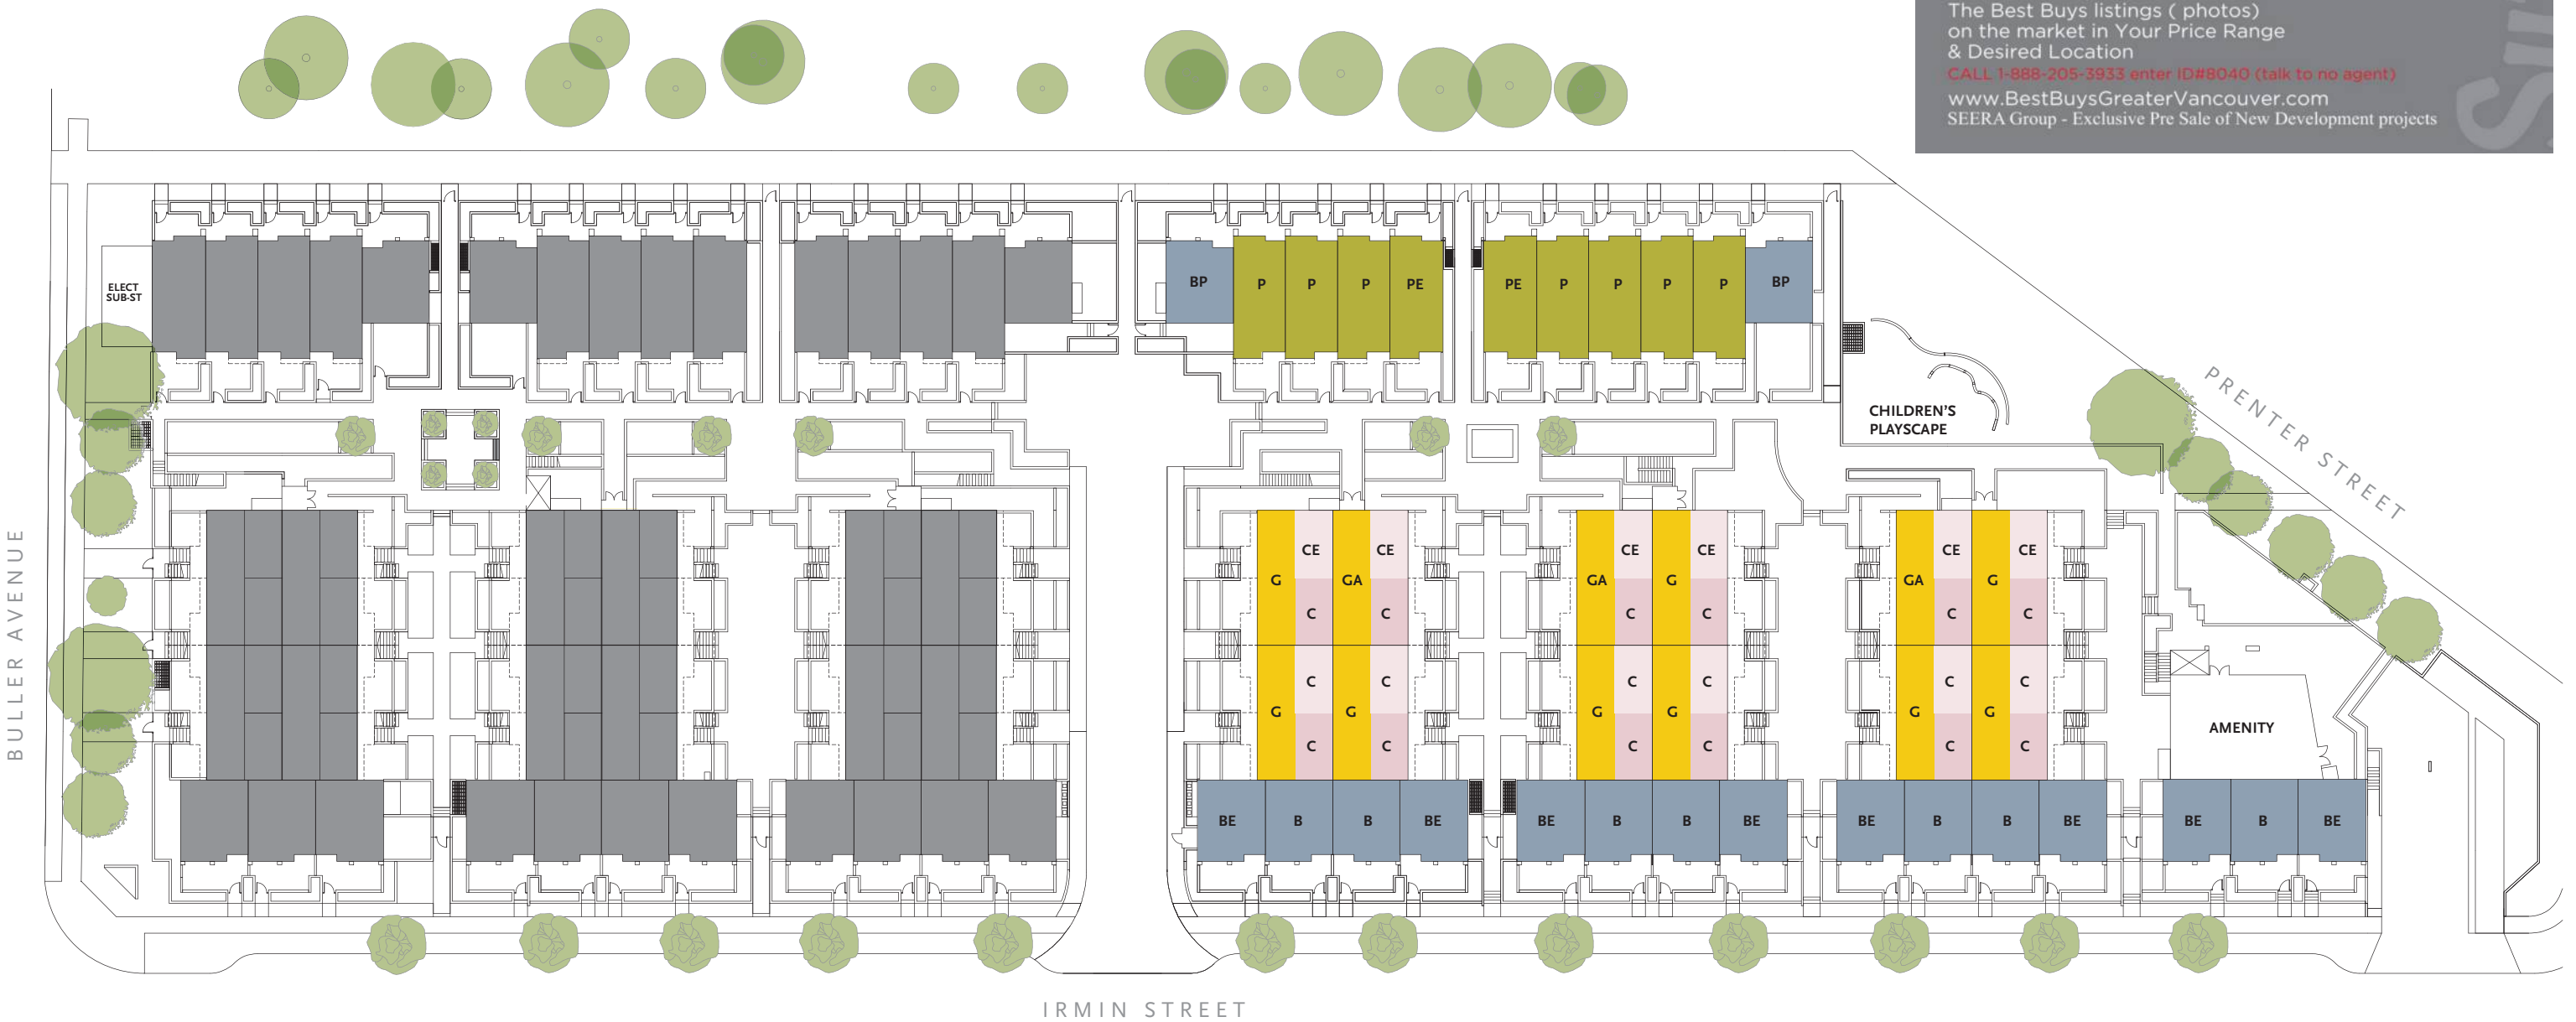 The Best Buys listings ( photos)
on the market in Your Price Range
& Desired Location
CALL 1-888-205-3933 enter ID#8040 (talk to no agent)
www.BestBuysGreaterVancouver.com
SEERA Group - Exclusive Pre Sale of New Development projects
ELECT
SUB-ST
BP P P P PE PE P P P P BP
CHILDREN'S
PLAYSCAPE
PRENTER STREET
BULLER AVENUE
CE CE CE CE CE CE
G GA GA G GA G
C C C C C C
C C C C C C
G G G G G G
C C C C C C
AMENITY
BE B B BE BE B B BE BE B B BE BE B BE
IRMIN STREET